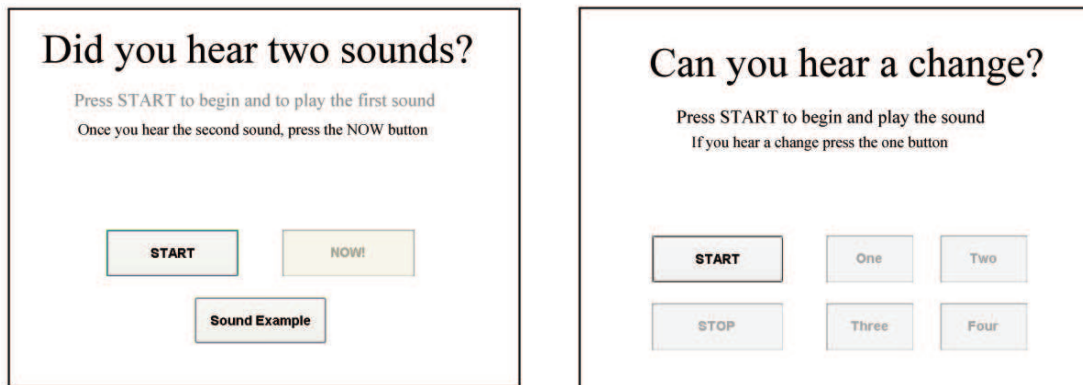 Did you hear two sounds?
Press START to begin and to play the first sound
Once you hear the second sound, press the NOW button
START
NOW!
Sound Example
Can you hear a change?
Press START to begin and play the sound
If you hear a change press the one button
START
One
Two
STOP
Three
Four